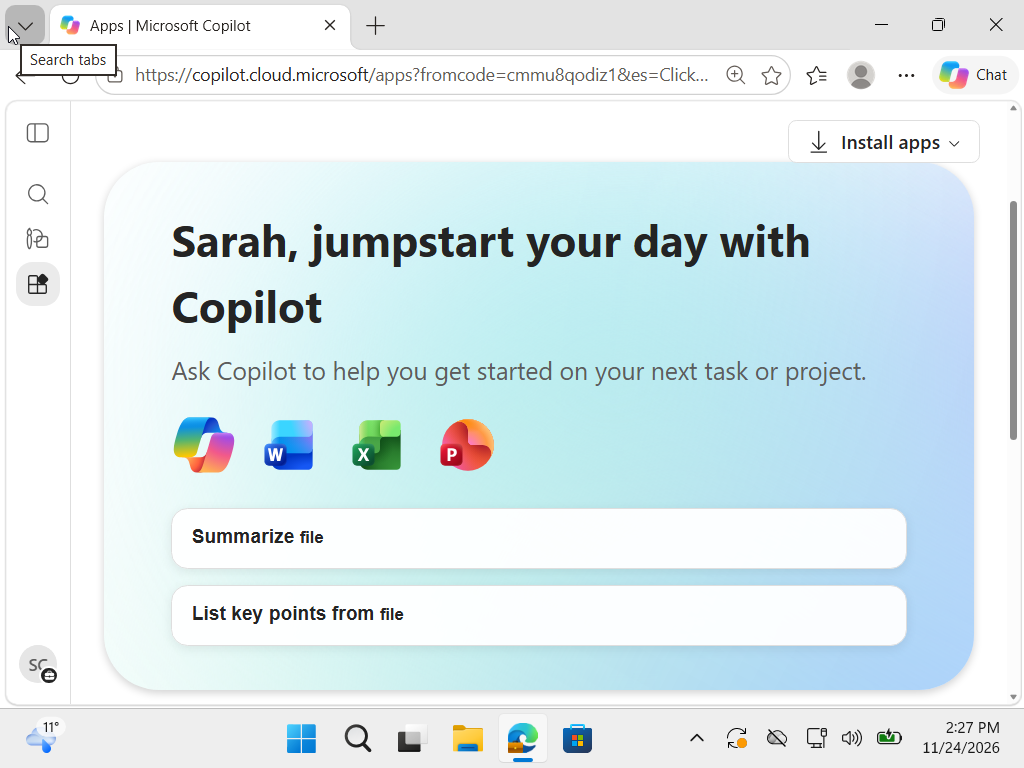 Apps | Microsoft Copilot
Search tabs
https://copilot.cloud.microsoft/apps?fromcode=cmmu8qodiz1&es=Click...
Chat
Install apps
Sarah, jumpstart your day with
Copilot
Ask Copilot to help you get started on your next task or project.
W
X
P
Summarize file
List key points from file
SC
11°
2:27 PM
11/24/2026